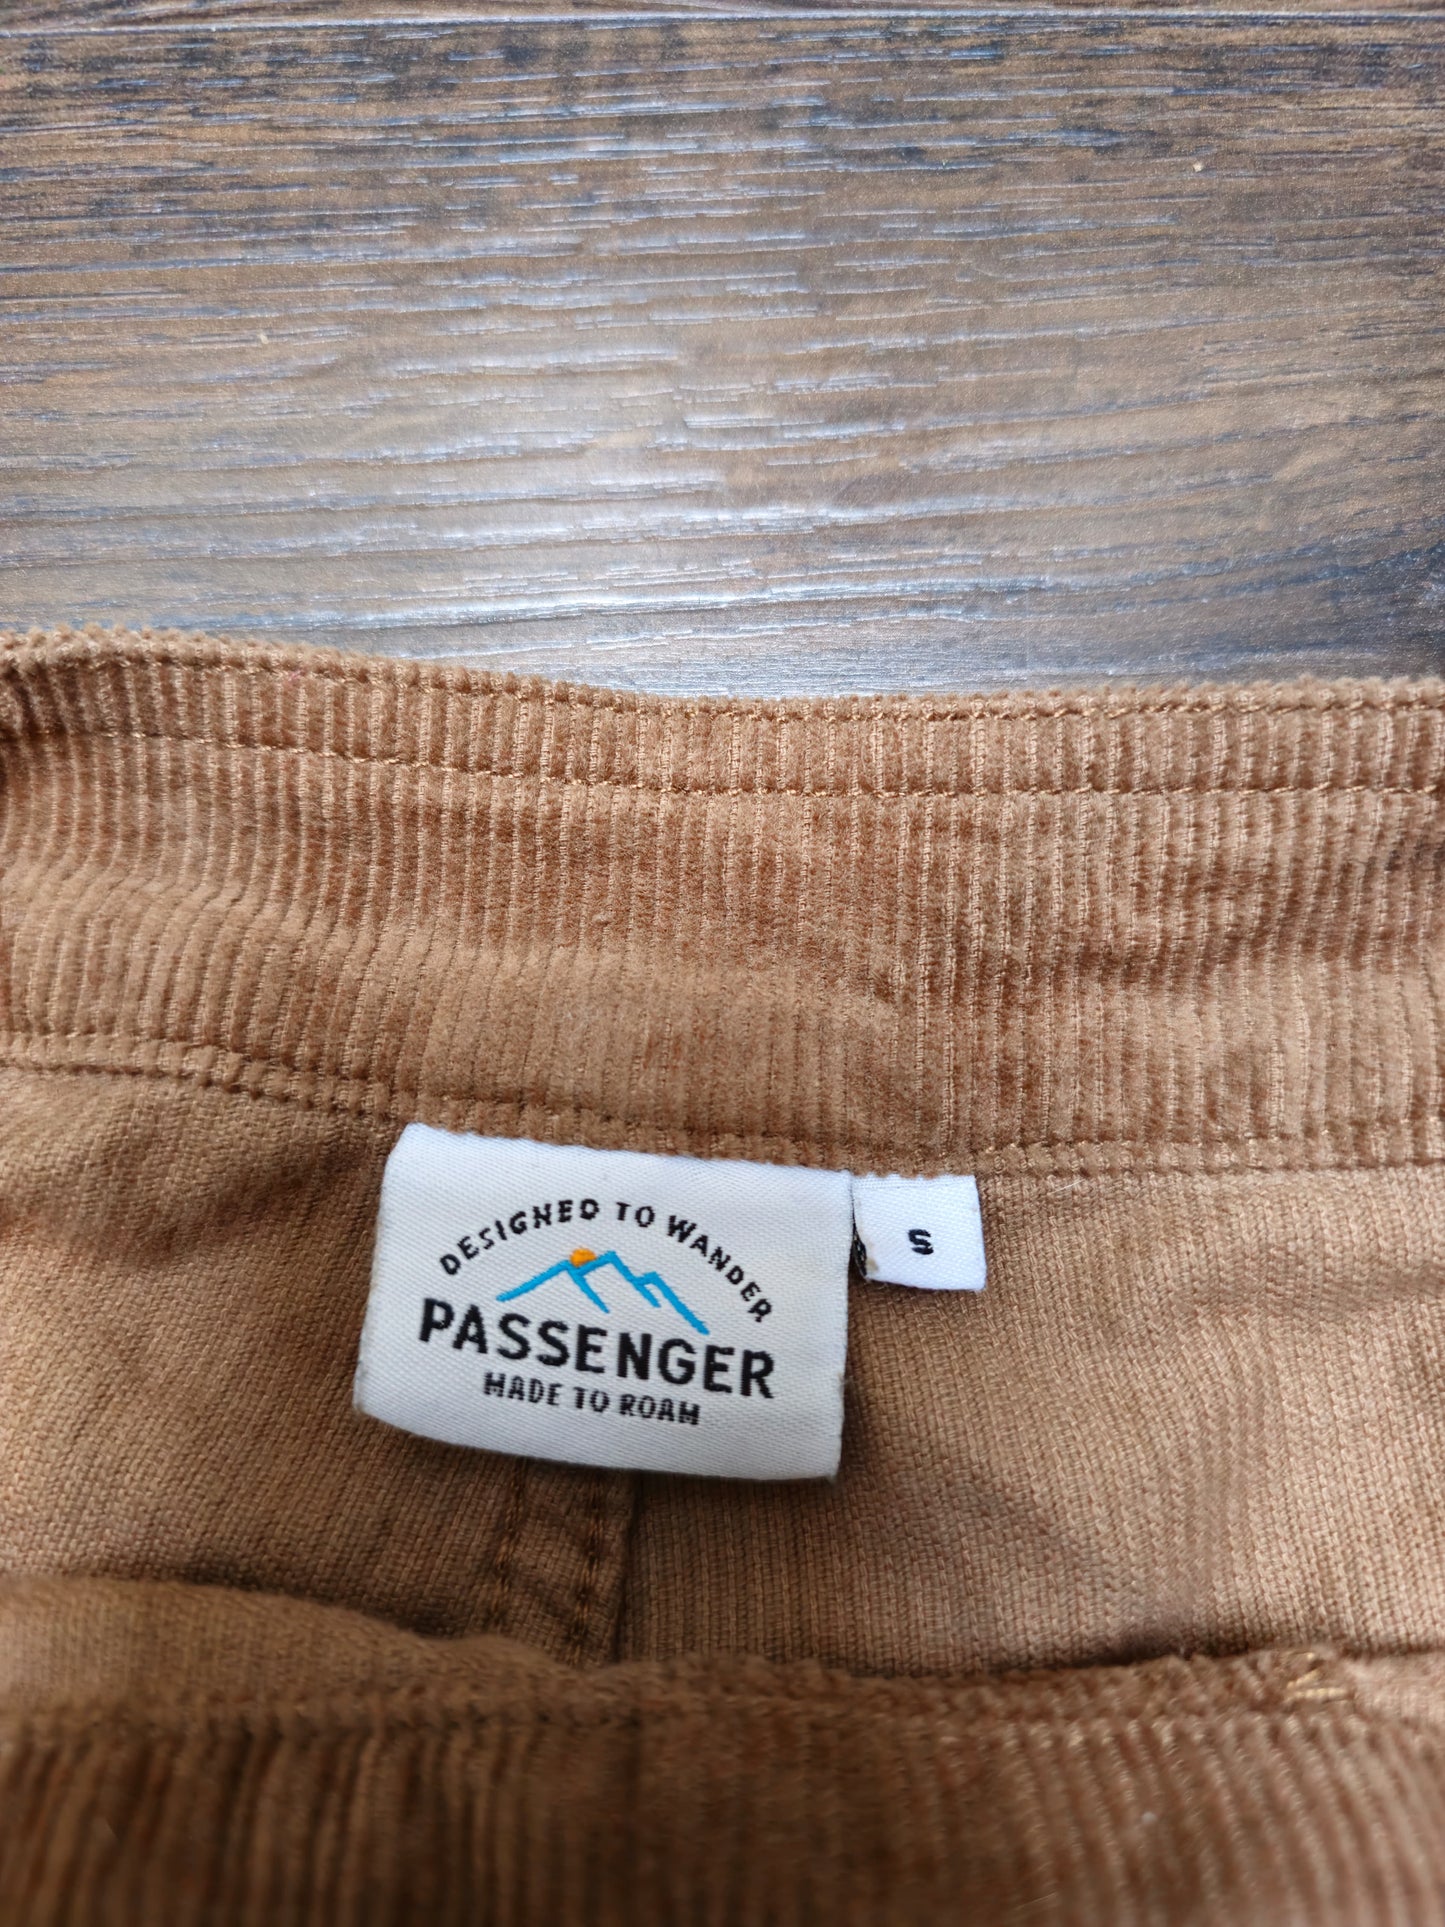 DESIGNED TO WANDER
PASSENGER
MADE TO ROAM
S